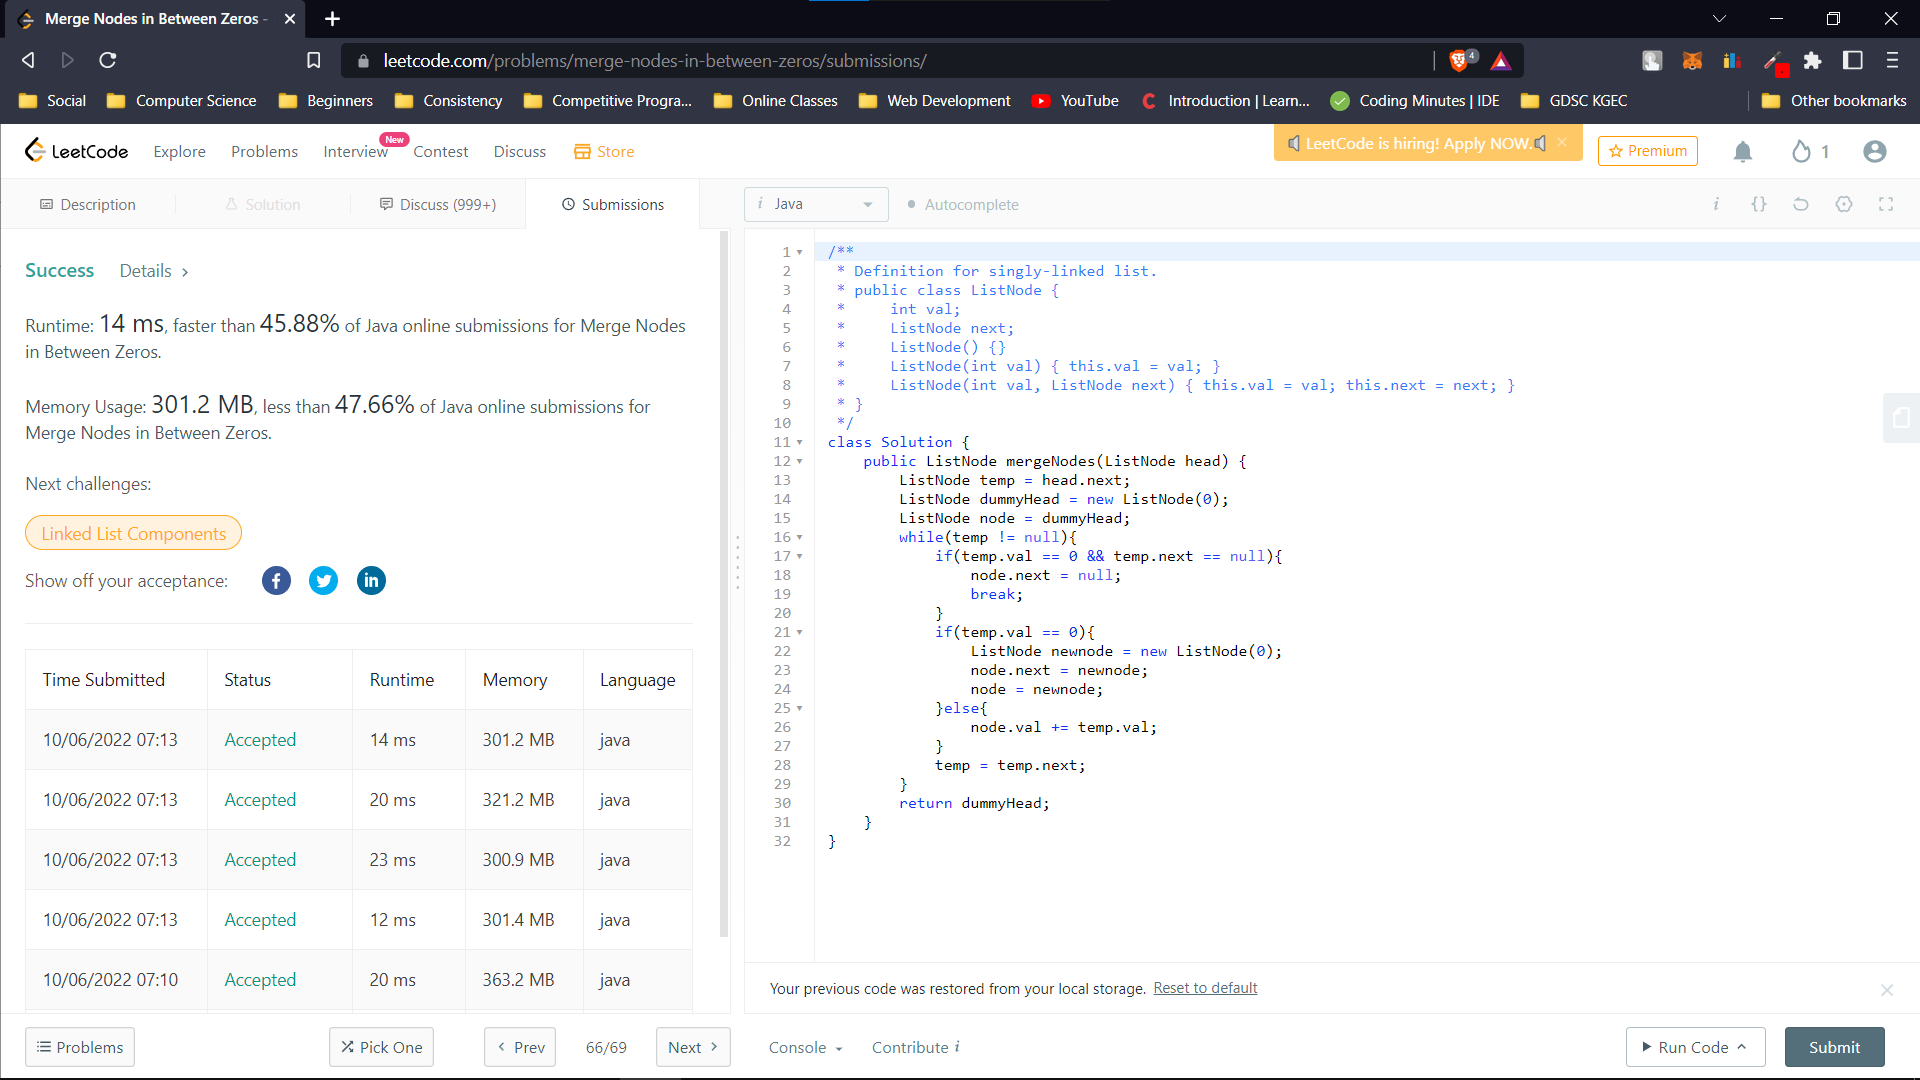 Merge Nodes in Between Zeros -
leetcode.com/problems/merge-nodes-in-between-zeros/submissions/
4
Social Computer Science Beginners Consistency Competitive Progra... Online Classes Web Development YouTube Introduction | Learn... Coding Minutes | IDE GDSC KGEC Other bookmarks
LeetCode Explore Problems Interview New Contest Discuss Store LeetCode is hiring! Apply NOW. Premium 1
Description Solution Discuss (999+) Submissions
i Java Autocomplete i {}
Success Details >
Runtime: 14 ms, faster than 45.88% of Java online submissions for Merge Nodes
in Between Zeros.
Memory Usage: 301.2 MB, less than 47.66% of Java online submissions for
Merge Nodes in Between Zeros.
Next challenges:
Linked List Components
Show off your acceptance:
Time Submitted Status Runtime Memory Language
10/06/2022 07:13 Accepted 14 ms 301.2 MB java
10/06/2022 07:13 Accepted 20 ms 321.2 MB java
10/06/2022 07:13 Accepted 23 ms 300.9 MB java
10/06/2022 07:13 Accepted 12 ms 301.4 MB java
10/06/2022 07:10 Accepted 20 ms 363.2 MB java
1 /**
2 * Definition for singly-linked list.
3 * public class ListNode {
4 *     int val;
5 *     ListNode next;
6 *     ListNode() {}
7 *     ListNode(int val) { this.val = val; }
8 *     ListNode(int val, ListNode next) { this.val = val; this.next = next; }
9 * }
10 */
11 class Solution {
12     public ListNode mergeNodes(ListNode head) {
13         ListNode temp = head.next;
14         ListNode dummyHead = new ListNode(0);
15         ListNode node = dummyHead;
16         while(temp != null){
17             if(temp.val == 0 && temp.next == null){
18                 node.next = null;
19                 break;
20             }
21             if(temp.val == 0){
22                 ListNode newnode = new ListNode(0);
23                 node.next = newnode;
24                 node = newnode;
25             }else{
26                 node.val += temp.val;
27             }
28             temp = temp.next;
29         }
30         return dummyHead;
31     }
32 }
Your previous code was restored from your local storage. Reset to default
Problems Pick One Prev 66/69 Next Console Contribute i Run Code Submit